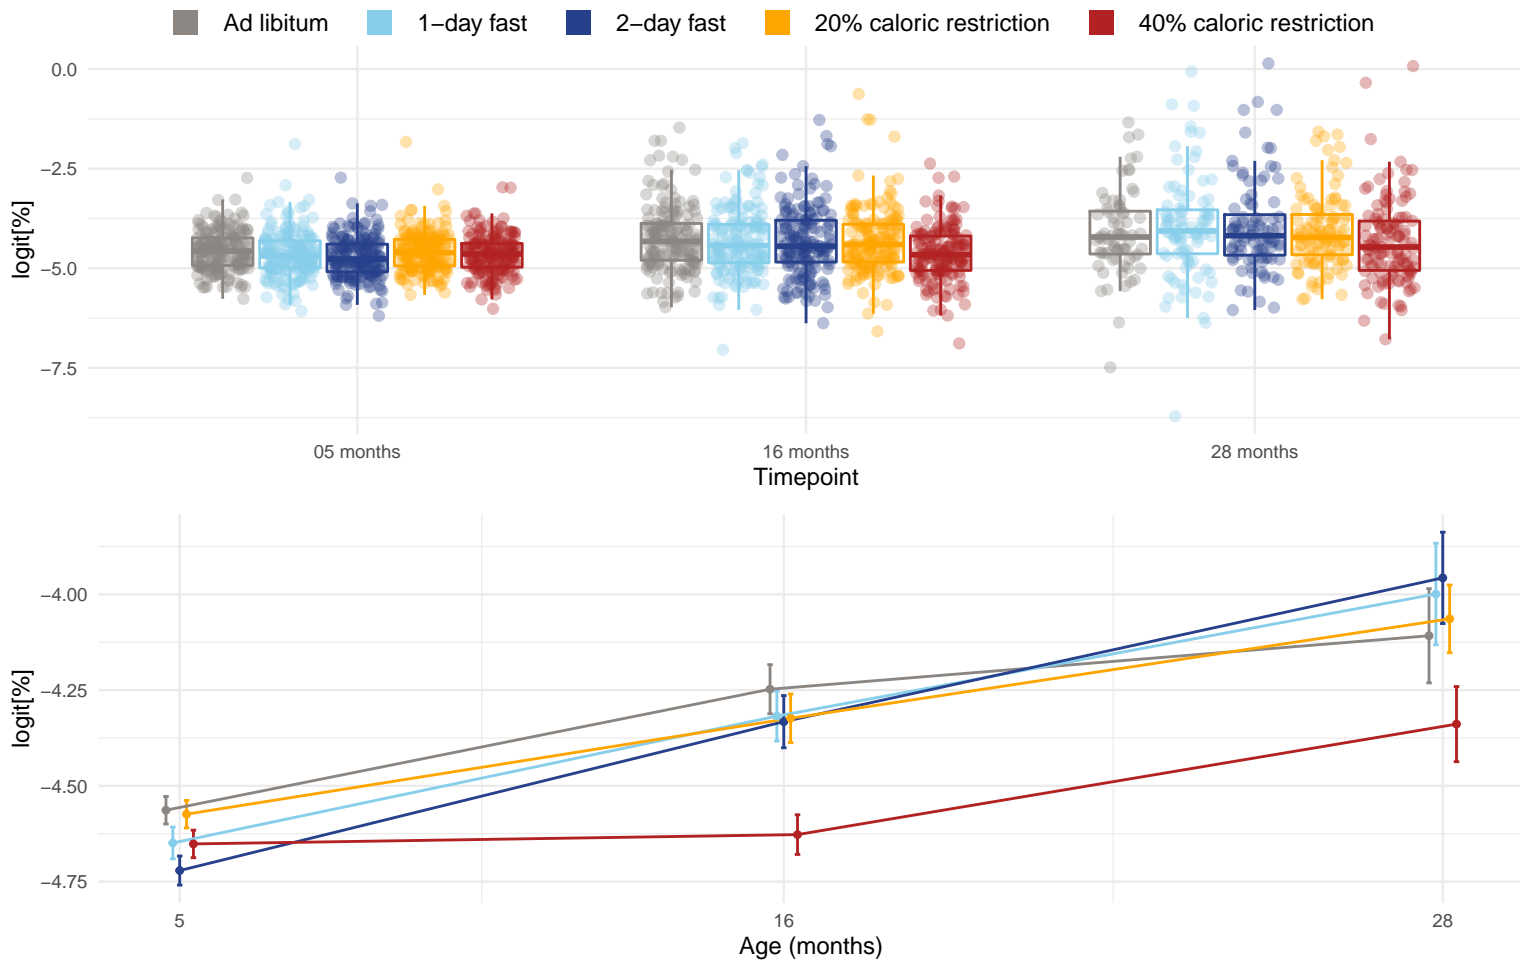 Ad libitum 1−day fast 2−day fast 20% caloric restriction 40% caloric restriction
0.0
−2.5
−5.0
−7.5
logit[%]
05 months 16 months 28 months
Timepoint
−4.00
−4.25
−4.50
−4.75
logit[%]
5 16 28
Age (months)